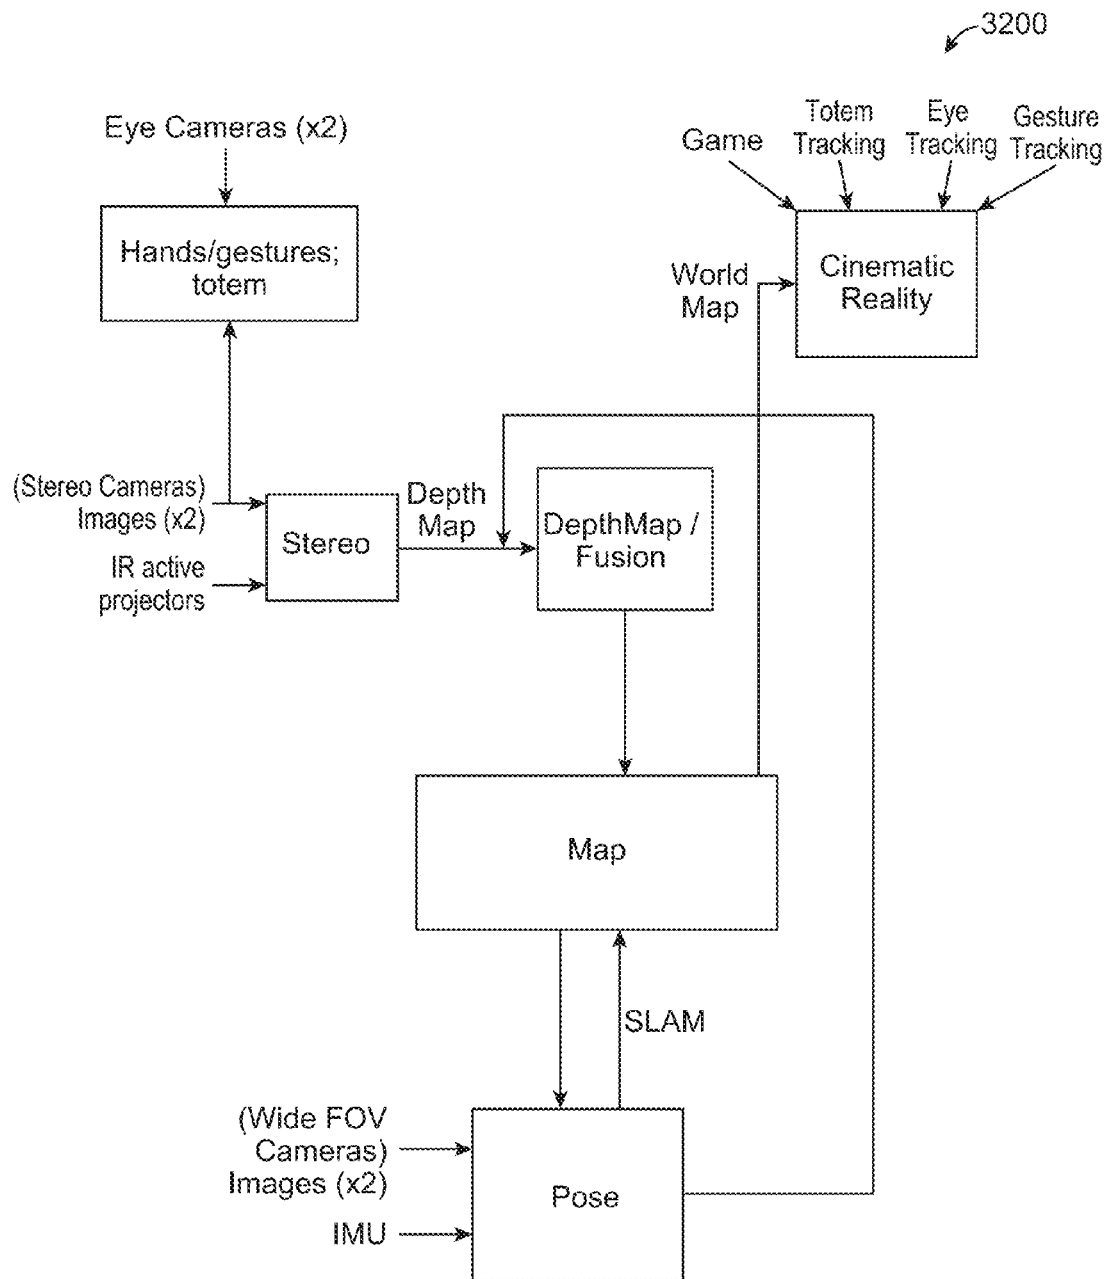 3200
Eye Cameras (x2)
Game
Totem
Tracking
Eye
Tracking
Gesture
Tracking
Hands/gestures;
totem
World
Map
Cinematic
Reality
(Stereo Cameras)
Images (x2)
IR active
projectors
Stereo
Depth
Map
DepthMap /
Fusion
Map
SLAM
(Wide FOV
Cameras)
Images (x2)
IMU
Pose